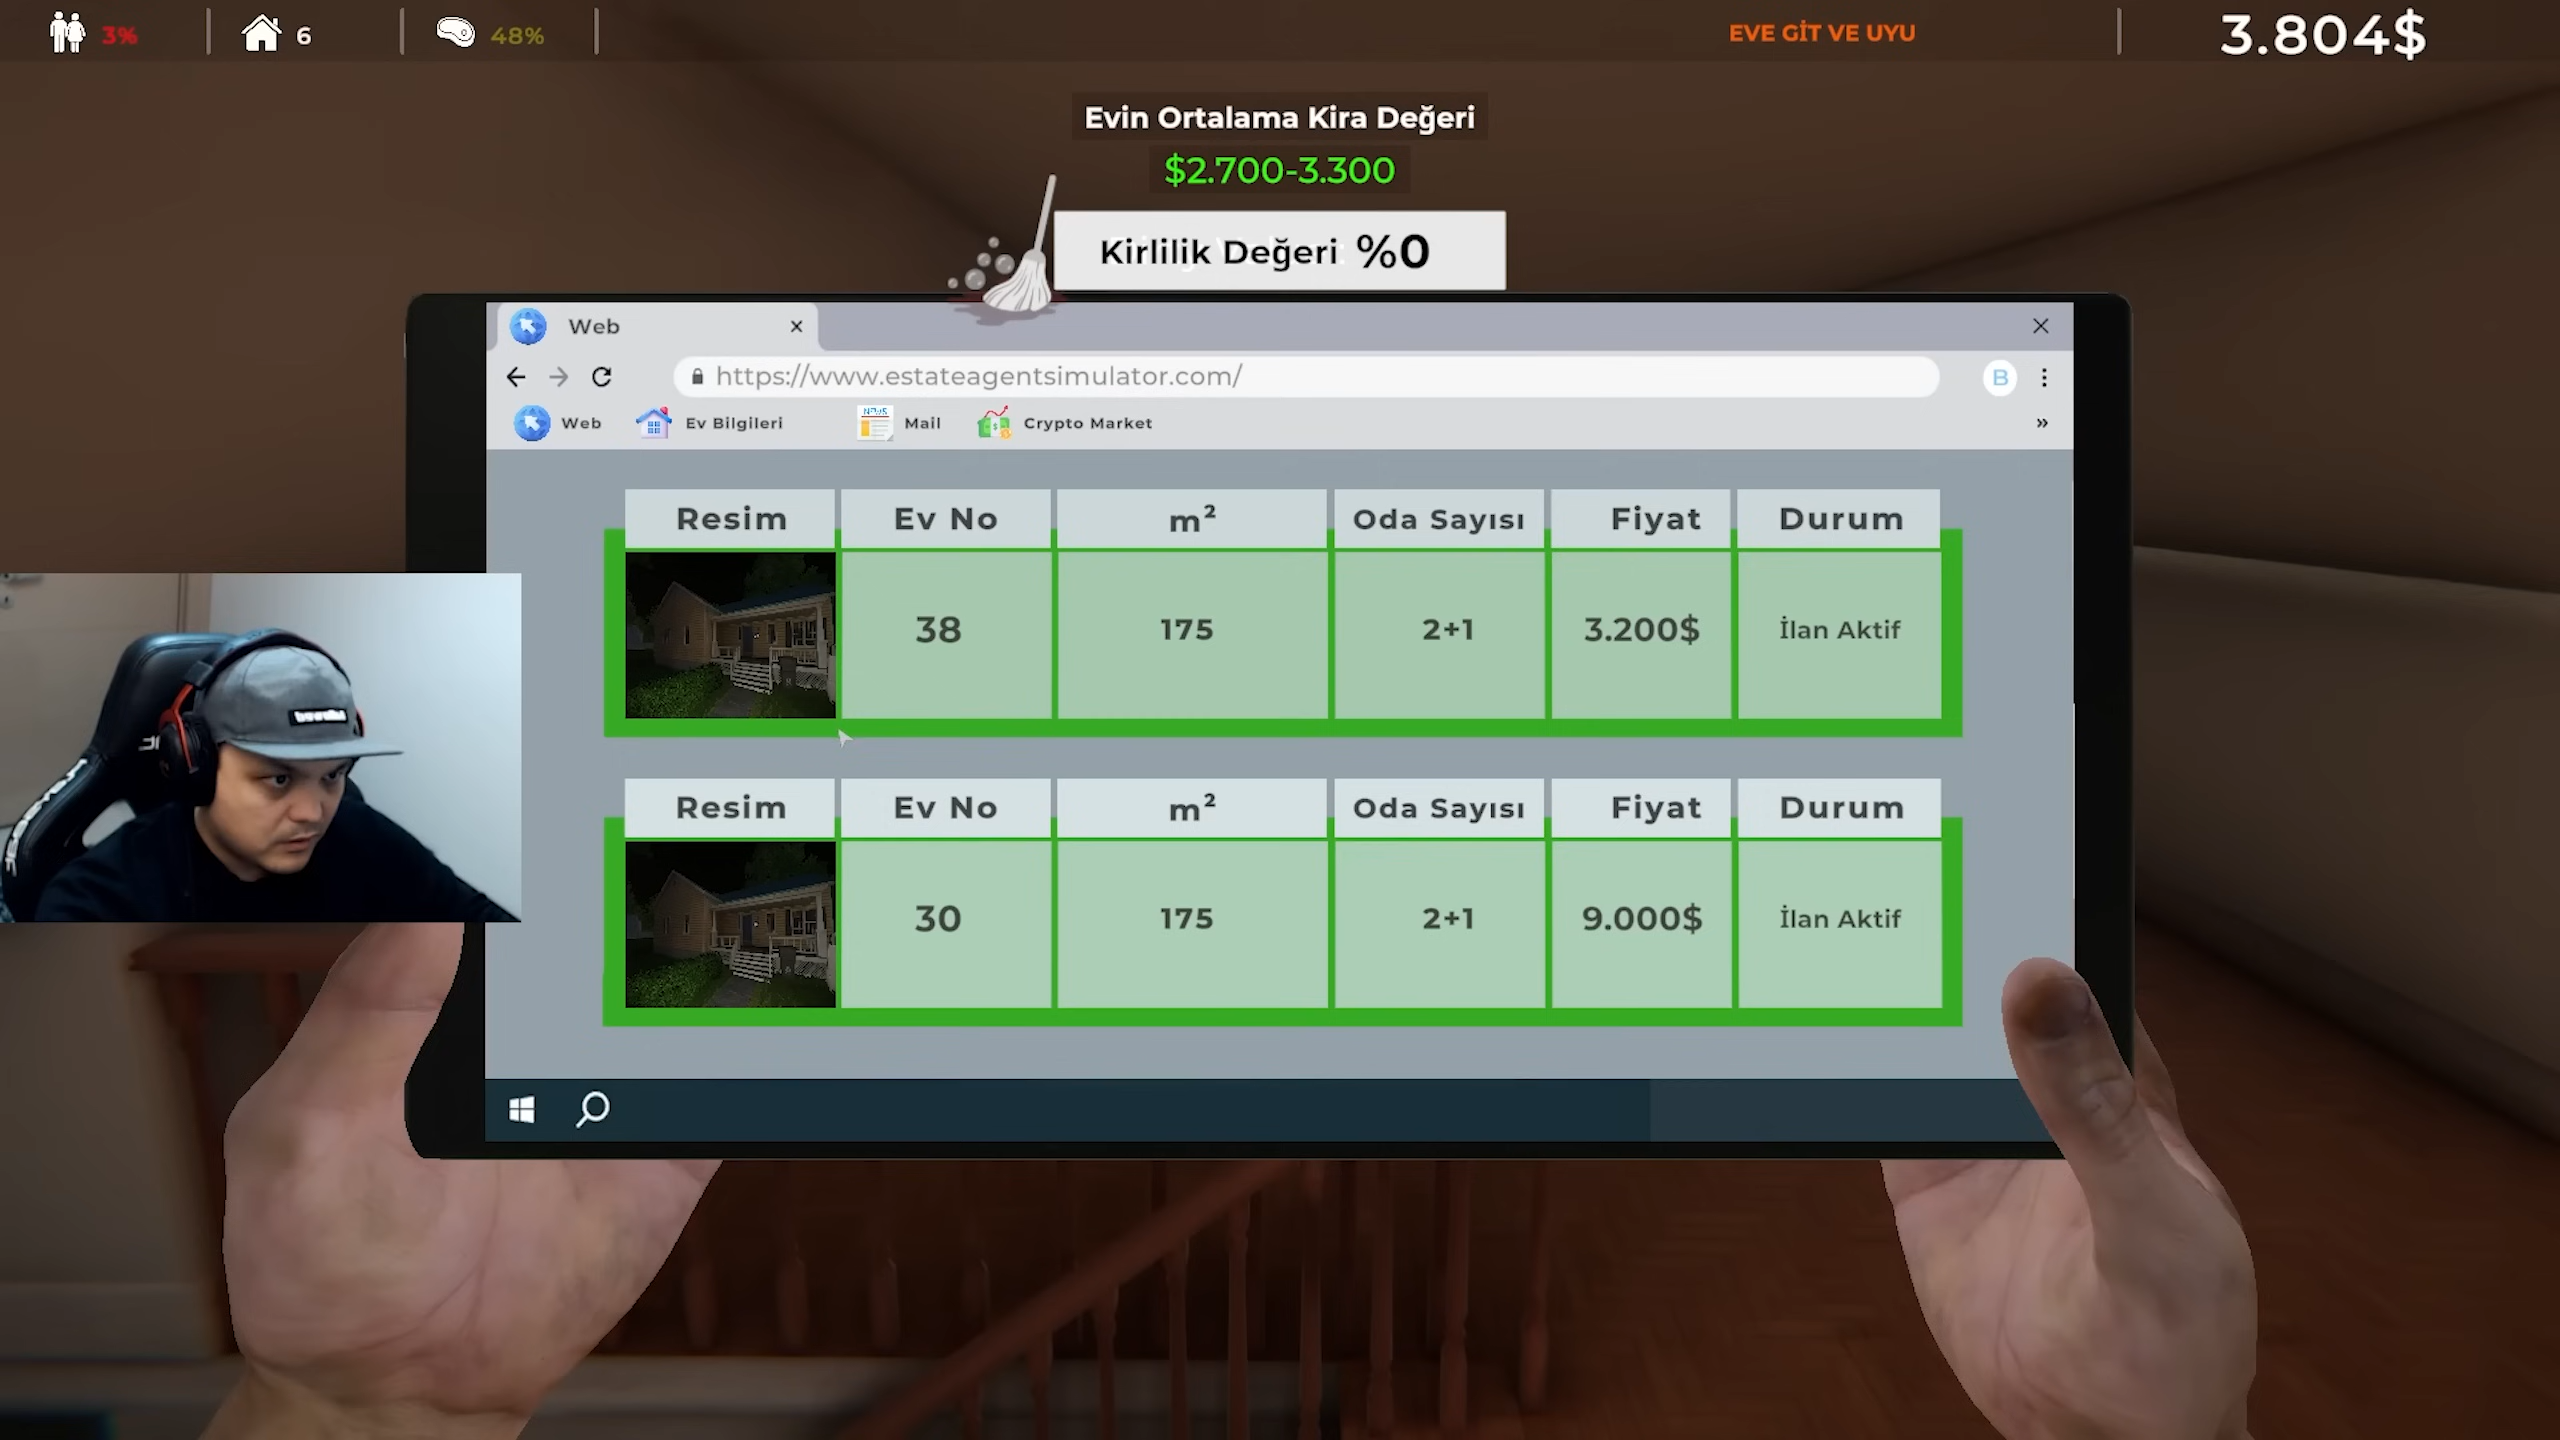 3%
6
48%
EVE GİT VE UYU
3.804$
Evin Ortalama Kira Değeri
$2.700-3.300
Kirlilik Değeri %0
Web
https://www.estateagentsimulator.com/
B
Web
Ev Bilgileri
NEWS
Mail
Crypto Market
»
Resim Ev No m² Oda Sayısı Fiyat Durum
38 175 2+1 3.200$ İlan Aktif
Resim Ev No m² Oda Sayısı Fiyat Durum
30 175 2+1 9.000$ İlan Aktif